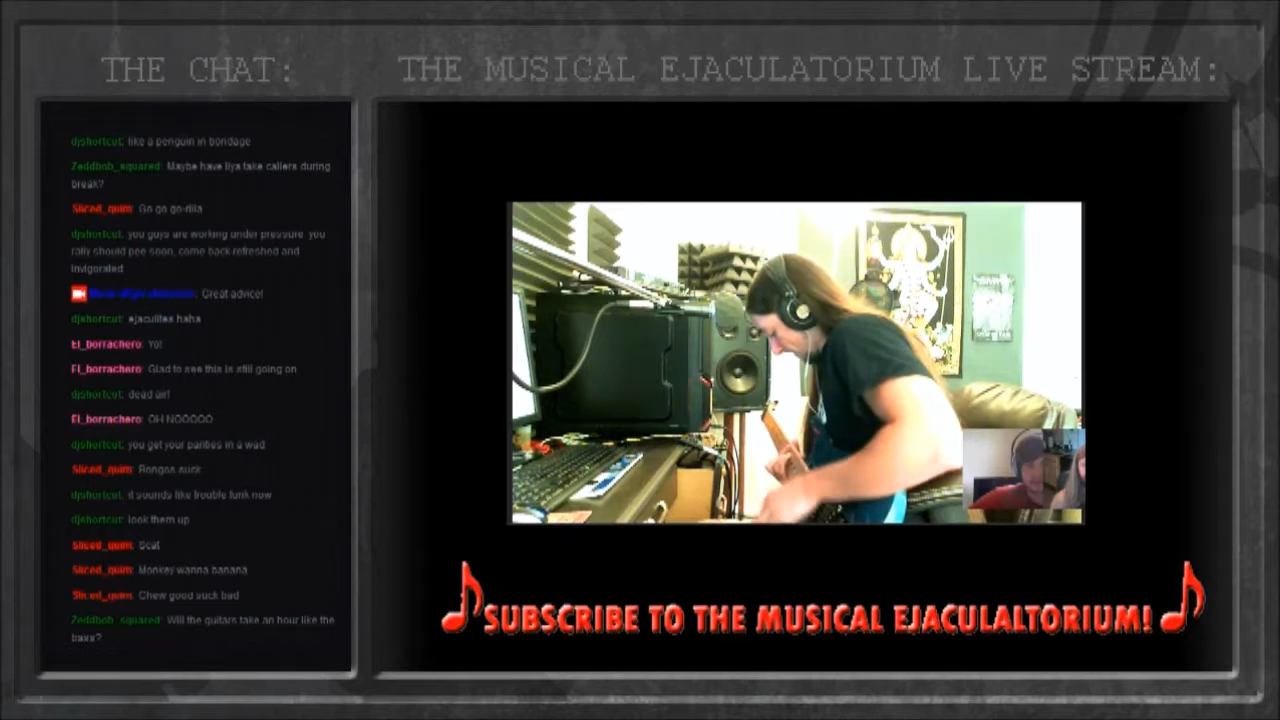 THE CHAT:
THE MUSICAL EJACULATORIUM LIVE STREAM:
djshortcut: like a penguin in bondage
Zeddbob_squared: Maybe have liya take callers during
break?
Sliced_quim: Go go go-rilla
djshortcut: you guys are working under pressure. you
rally should pee soon, come back refreshed and
invigorated
Great advice!
djshortcut: ejaculites haha
El_borrachero: Yo!
El_borrachero: Glad to see this is still going on
djshortcut: dead air!
El_borrachero: OH NOOOOO
djshortcut: you get your panties in a wad
Sliced_quim: Bongos suck
djshortcut: it sounds like trouble funk now
djshortcut: look them up
Sliced_quim: Scat
Sliced_quim: Monkey wanna banana
Sliced_quim: Chew good suck bad
Zeddbob_squared: Will the guitars take an hour like the
bass?
SUBSCRIBE TO THE MUSICAL EJACULALTORIUM!